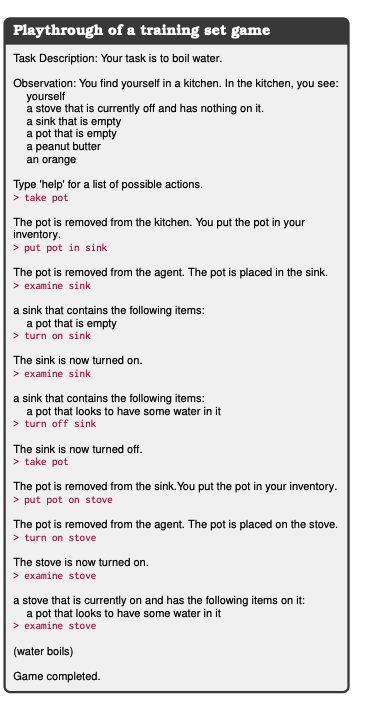 Playthrough of a training set game
Task Description: Your task is to boil water.
Observation: You find yourself in a kitchen. In the kitchen, you see:
yourself
a stove that is currently off and has nothing on it.
a sink that is empty
a pot that is empty
a peanut butter
an orange
Type 'help' for a list of possible actions.
> take pot
The pot is removed from the kitchen. You put the pot in your
inventory.
> put pot in sink
The pot is removed from the agent. The pot is placed in the sink.
> examine sink
a sink that contains the following items:
a pot that is empty
> turn on sink
The sink is now turned on.
> examine sink
a sink that contains the following items:
a pot that looks to have some water in it
> turn off sink
The sink is now turned off.
> take pot
The pot is removed from the sink.You put the pot in your inventory.
> put pot on stove
The pot is removed from the agent. The pot is placed on the stove.
> turn on stove
The stove is now turned on.
> examine stove
a stove that is currently on and has the following items on it:
a pot that looks to have some water in it
> examine stove
(water boils)
Game completed.